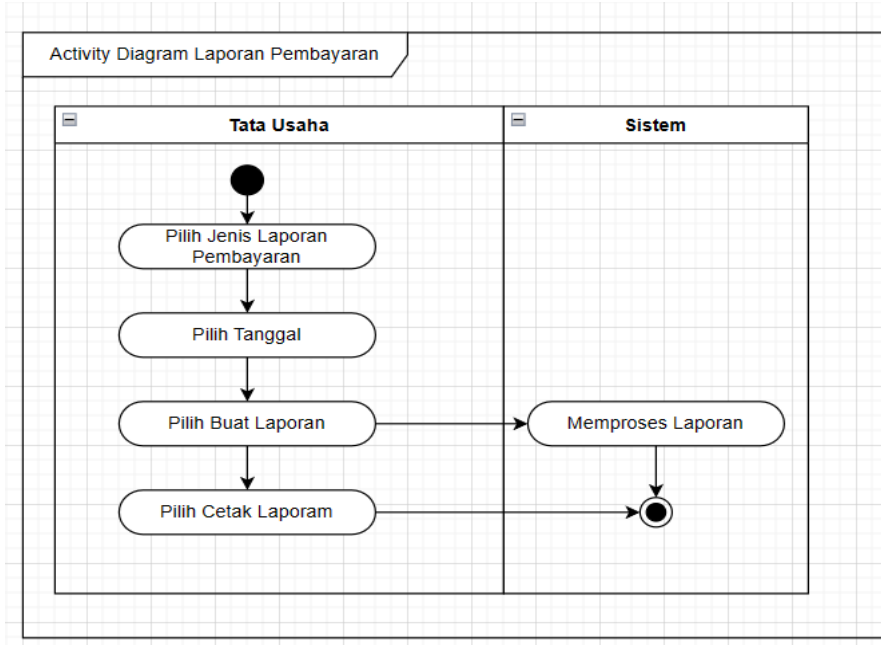 Activity Diagram Laporan Pembayaran
Tata Usaha
Sistem
Pilih Jenis Laporan
Pembayaran
Pilih Tanggal
Pilih Buat Laporan
Memproses Laporan
Pilih Cetak Laporam